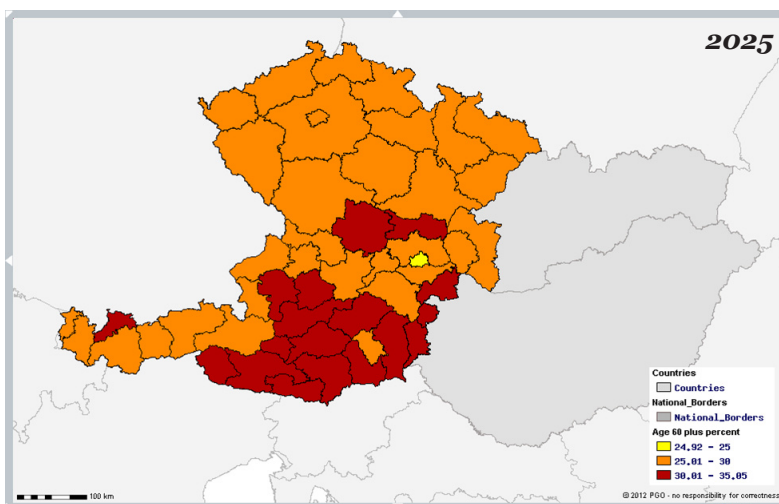 2025
Countries
Countries
National_Borders
National_Borders
Age 60 plus percent
24.92 - 25
25.01 - 30
30.01 - 35.05
100 km
© 2012 PGO - no responsibility for correctness